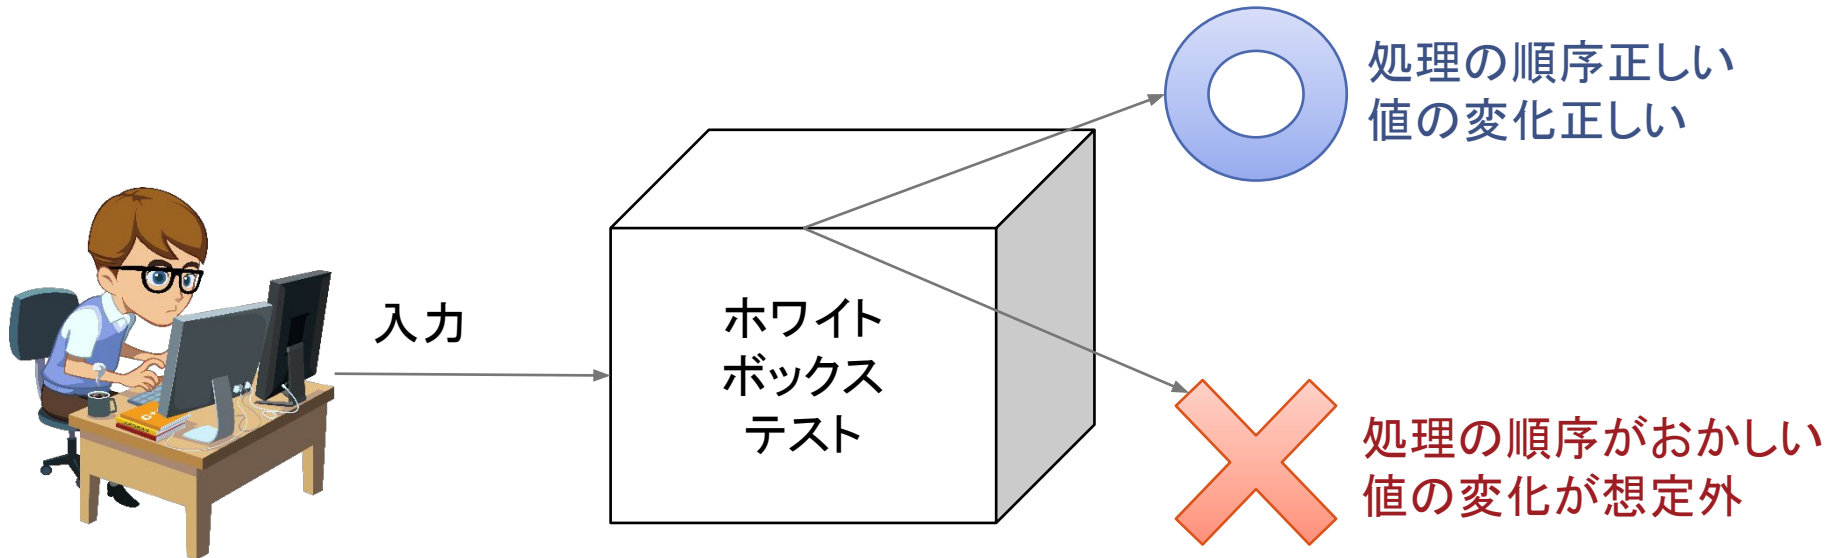 処理の順序正しい
値の変化正しい
入力
ホワイト
ボックス
テスト
処理の順序がおかしい
値の変化が想定外